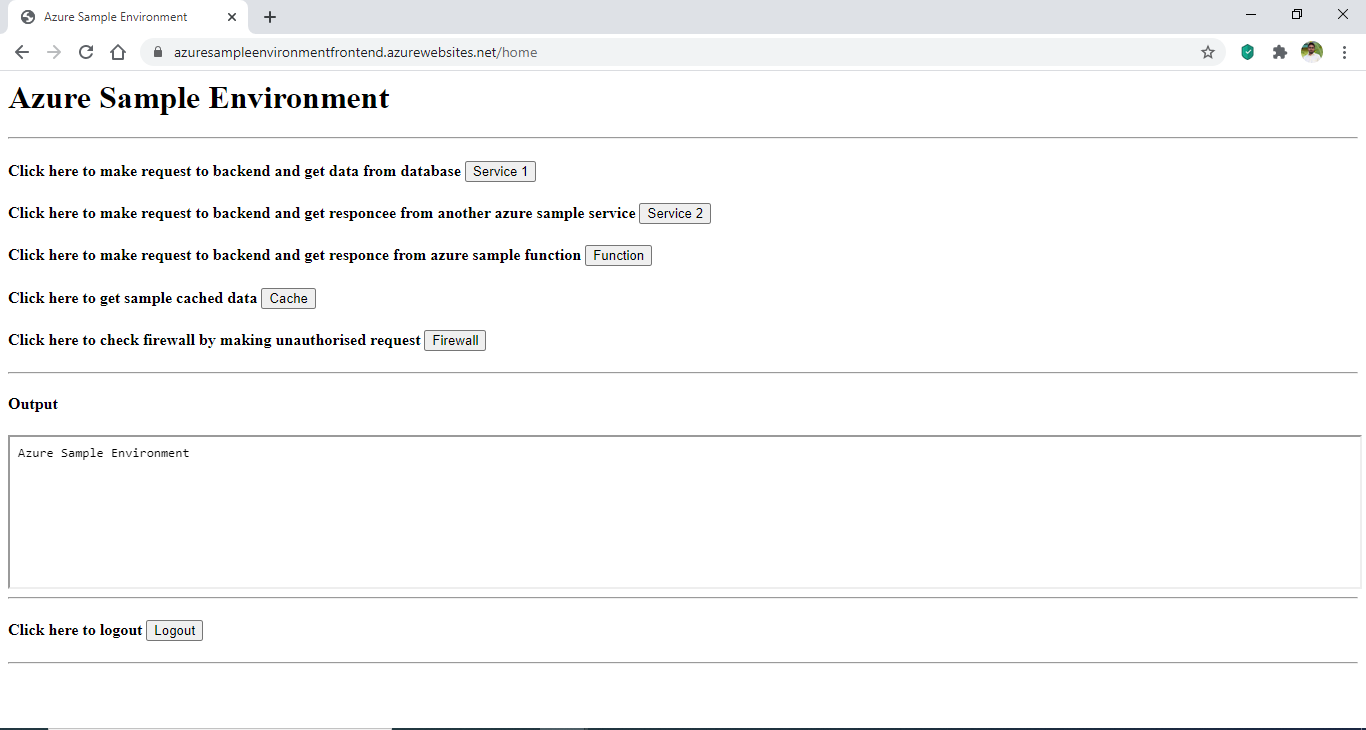 Azure Sample Environment
azuresampleenvironmentfrontend.azurewebsites.net/home
Azure Sample Environment
Click here to make request to backend and get data from database Service 1
Click here to make request to backend and get responcee from another azure sample service Service 2
Click here to make request to backend and get responce from azure sample function Function
Click here to get sample cached data Cache
Click here to check firewall by making unauthorised request Firewall
Output
Azure Sample Environment
Click here to logout Logout